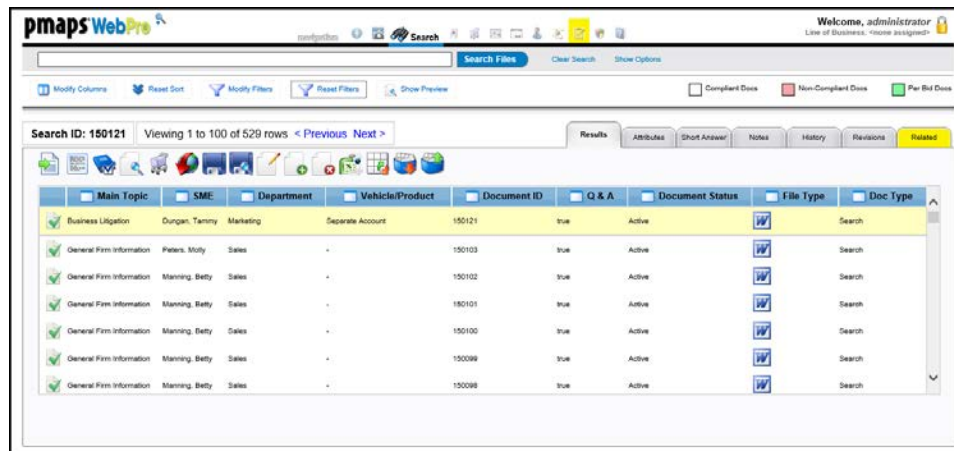 pmaps WebPro
Search
Welcome, administrator
Line of Business: <none assigned>
Search Files
Clear Search
Show Options
Modify Columns
Reset Sort
Modify Filters
Reset Filters
Show Preview
Compliant Docs
Non-Compliant Docs
Per Bid Docs
Search ID: 150121 Viewing 1 to 100 of 529 rows < Previous Next >
Results Attributes Short Answer Notes History Revisions Related
Main Topic SME Department Vehicle/Product Document ID Q & A Document Status File Type Doc Type
Business Litigation Dungan, Tammy Marketing Separate Account 150121 true Active W Search
General Firm Information Peters, Molly Sales - 150103 true Active W Search
General Firm Information Manning, Betty Sales - 150102 true Active W Search
General Firm Information Manning, Betty Sales - 150101 true Active W Search
General Firm Information Manning, Betty Sales - 150100 true Active W Search
General Firm Information Manning, Betty Sales - 150099 true Active W Search
General Firm Information Manning, Betty Sales - 150098 true Active W Search